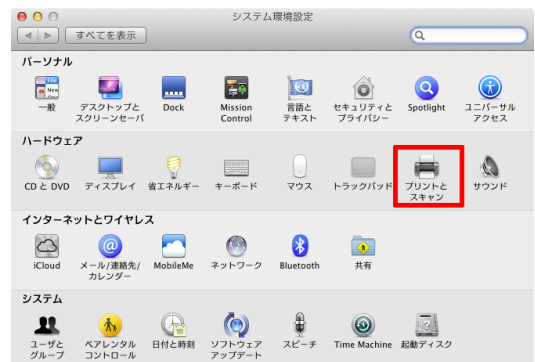 システム環境設定
すべてを表示
パーソナル
一般 デスクトップと Dock Mission 言語と セキュリティと Spotlight ユニバーサル
スクリーンセーバ Control テキスト プライバシー アクセス
ハードウェア
CD と DVD ディスプレイ 省エネルギー キーボード マウス トラックパッド プリントと サウンド
スキャン
インターネットとワイヤレス
iCloud メール/連絡先/ MobileMe ネットワーク Bluetooth 共有
カレンダー
システム
ユーザと ペアレンタル 日付と時刻 ソフトウェア スピーチ Time Machine 起動ディスク
グループ コントロール アップデート